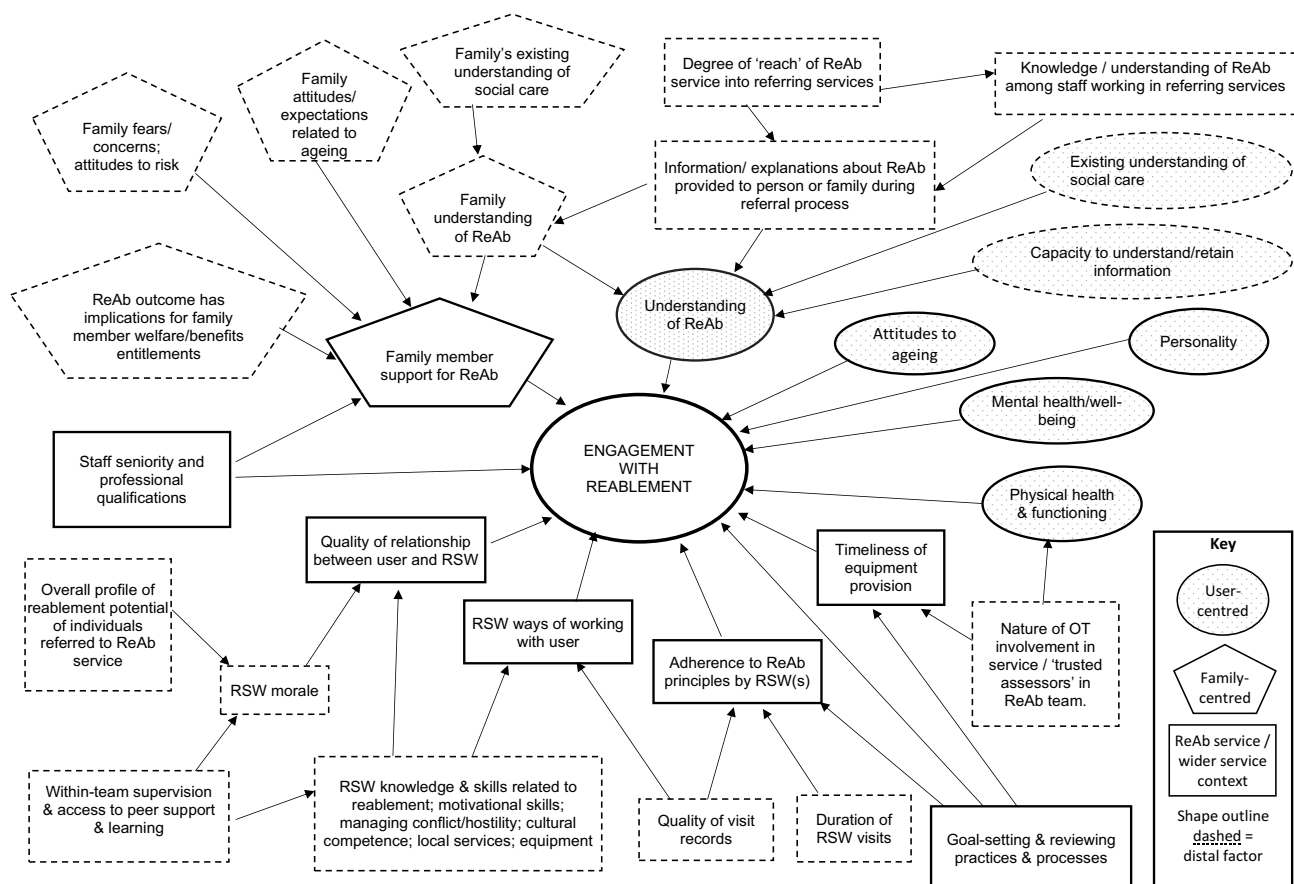 Family fears/
concerns;
attitudes to risk
Family
attitudes/
expectations
related to
ageing
Family's existing
understanding of
social care
Degree of 'reach' of ReAb
service into referring services
Knowledge / understanding of ReAb
among staff working in referring services
Family
understanding
of ReAb
Information/ explanations about ReAb
provided to person or family during
referral process
Existing understanding of
social care
Capacity to understand/retain
information
ReAb outcome has
implications for family
member welfare/benefits
entitlements
Family member
support for ReAb
Understanding
of ReAb
Attitudes to
ageing
Personality
Mental health/well-
being
Staff seniority and
professional
qualifications
ENGAGEMENT
WITH
REABLEMENT
Physical health
& functioning
Quality of relationship
between user and RSW
Timeliness of
equipment
provision
Overall profile of
reablement potential
of individuals
referred to ReAb
service
RSW ways of working
with user
Adherence to ReAb
principles by RSW(s)
Nature of OT
involvement in
service / 'trusted
assessors' in
ReAb team.
RSW morale
Within-team supervision
& access to peer support
& learning
RSW knowledge & skills related to
reablement; motivational skills;
managing conflict/hostility; cultural
competence; local services; equipment
Quality of visit
records
Duration of
RSW visits
Goal-setting & reviewing
practices & processes
Key
User-
centred
Family-
centred
ReAb service /
wider service
context
Shape outline
dashed =
distal factor